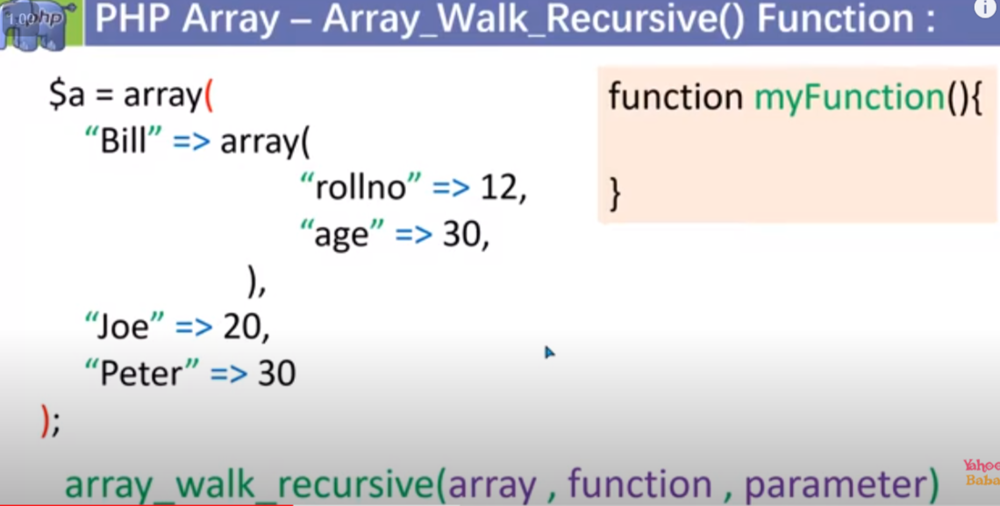 php
PHP Array – Array_Walk_Recursive() Function :
$a = array(
“Bill” => array(
“rollno” => 12,
“age” => 30,
),
“Joe” => 20,
“Peter” => 30
);
function myFunction(){
}
array_walk_recursive(array , function , parameter)
Yahoo
Baba